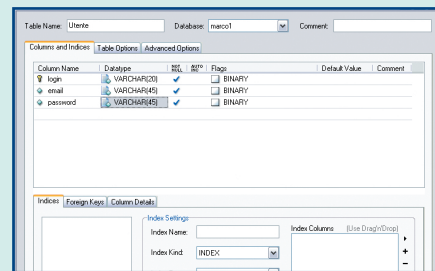 Table Name: Utente Database: marco1 Comment:
Columns and Indices Table Options Advanced Options
Column Name Datatype NOT NULL AUTO INC Flags Default Value Comment
login VARCHAR(20) BINARY
email VARCHAR(45) BINARY
password VARCHAR(45) BINARY
Indices Foreign Keys Column Details
Index Settings
Index Name: Index Columns (Use Drag'n'Drop)
Index Kind: INDEX